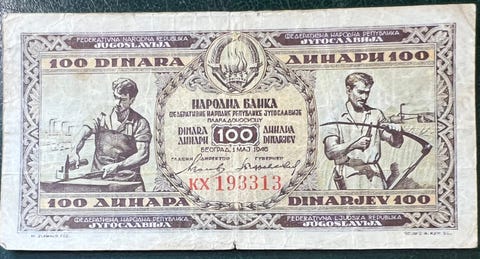 FEDERATIVNA NARODNA REPUBLIKA
JUGOSLAVIJA
ФЕДЕРАТИВНА НАРОДНА РЕПУБЛИКА
ЈУГОСЛАВИЈА
100 DINARA
ДИНАРИ 100
НАРОДНА БАНКА
ФЕДЕРАТИВНЕ НАРОДНЕ РЕПУБЛИКЕ ЈУГОСЛАВИЈЕ
ПЛАЋА ДОНОСИОЦУ
DINARA 100 ДИНАРА
ДИНАРИ DINARJEV
БЕОГРАД, 1 МАЈ 1946
ГЛАВНИ ДИРЕКТОР ГУВЕРНЕР
KX 193313
100 ДИНАРА
DINARJEV 100
ФЕДЕРАТИВНА НАРОДНА РЕПУБЛИКА
ЈУГОСЛАВИЈА
FEDERATIVNA LJUDSKA REPUBLIKA
JUGOSLAVIJA